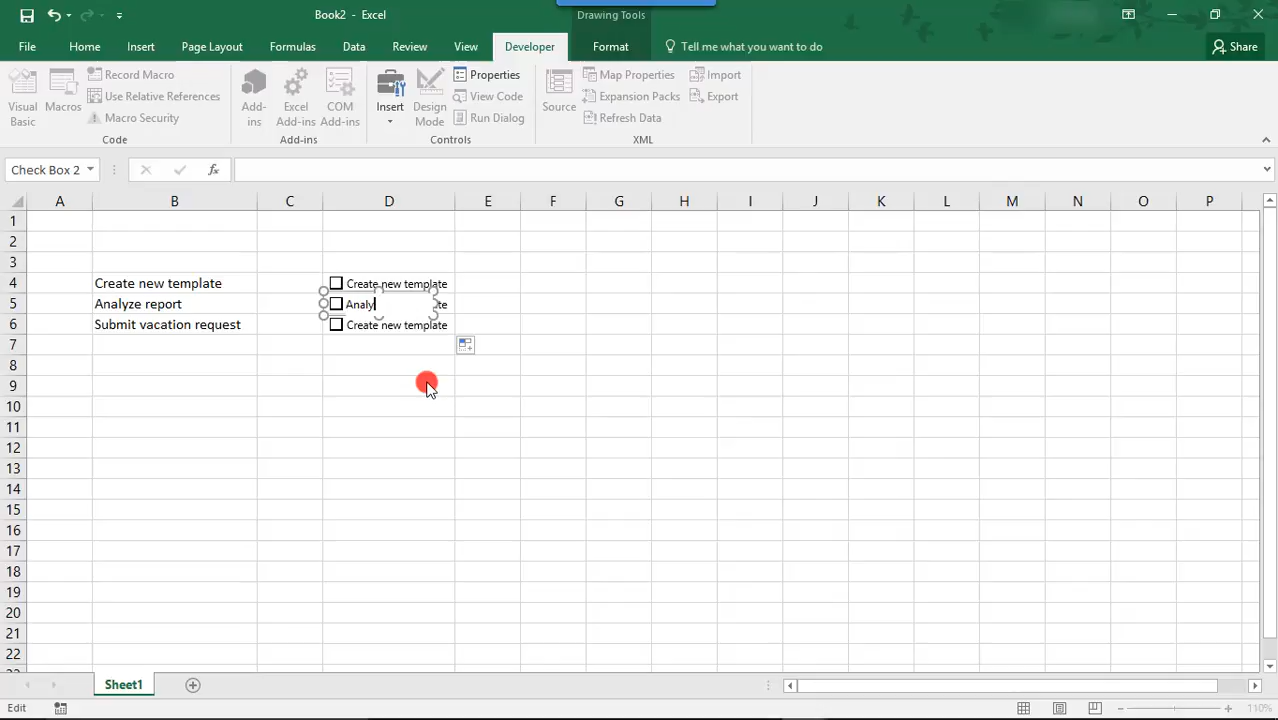 Book2 - Excel
Drawing Tools
File
Home
Insert
Page Layout
Formulas
Data
Review
View
Developer
Format
Tell me what you want to do
Share
Visual Basic
Macros
Record Macro
Use Relative References
Macro Security
Code
Add-ins
Excel Add-ins
COM Add-ins
Add-ins
Insert
Design Mode
Properties
View Code
Run Dialog
Controls
Source
Map Properties
Expansion Packs
Refresh Data
Import
Export
XML
Check Box 2
fx
A B C D E F G H I J K L M N O P
1
2
3
4 Create new template Create new template
5 Analyze report Analy te
6 Submit vacation request Create new template
7
8
9
10
11
12
13
14
15
16
17
18
19
20
21
22
Sheet1
Edit
110%